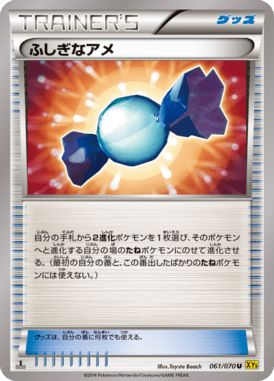 TRAINER'S
グッズ
ふしぎなアメ
自分の手札から2進化ポケモンを1枚選び、そのポケモン
へと進化する自分の場のたねポケモンにのせ、進化させ
る。（最初の自分の番と、この番出したばかりのたねポケモン
には使えない。）
グッズは、自分の番に何枚でも使える。
Illus.Toyste Beach
061/070 U
XY5
©2014 Pokémon/Nintendo/Creatures/GAME FREAK.